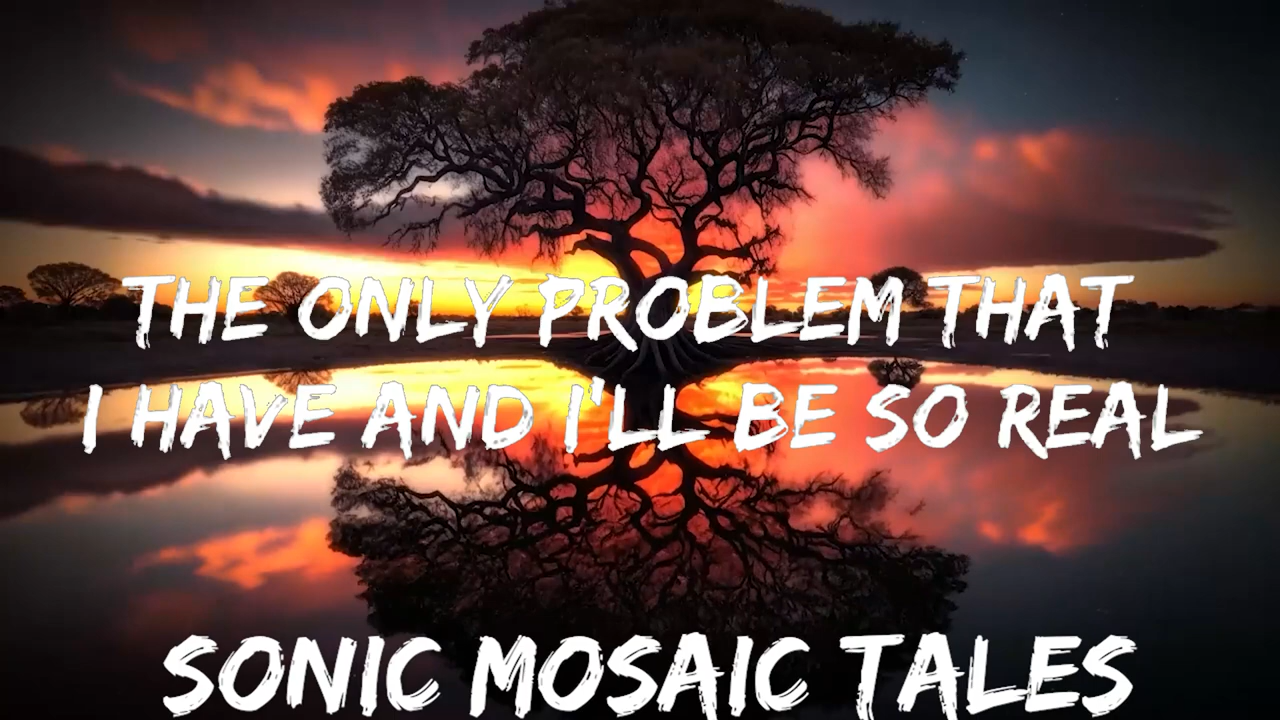 THE ONLY PROBLEM THAT
I HAVE AND I'LL BE SO REAL
SONIC MOSAIC TALES